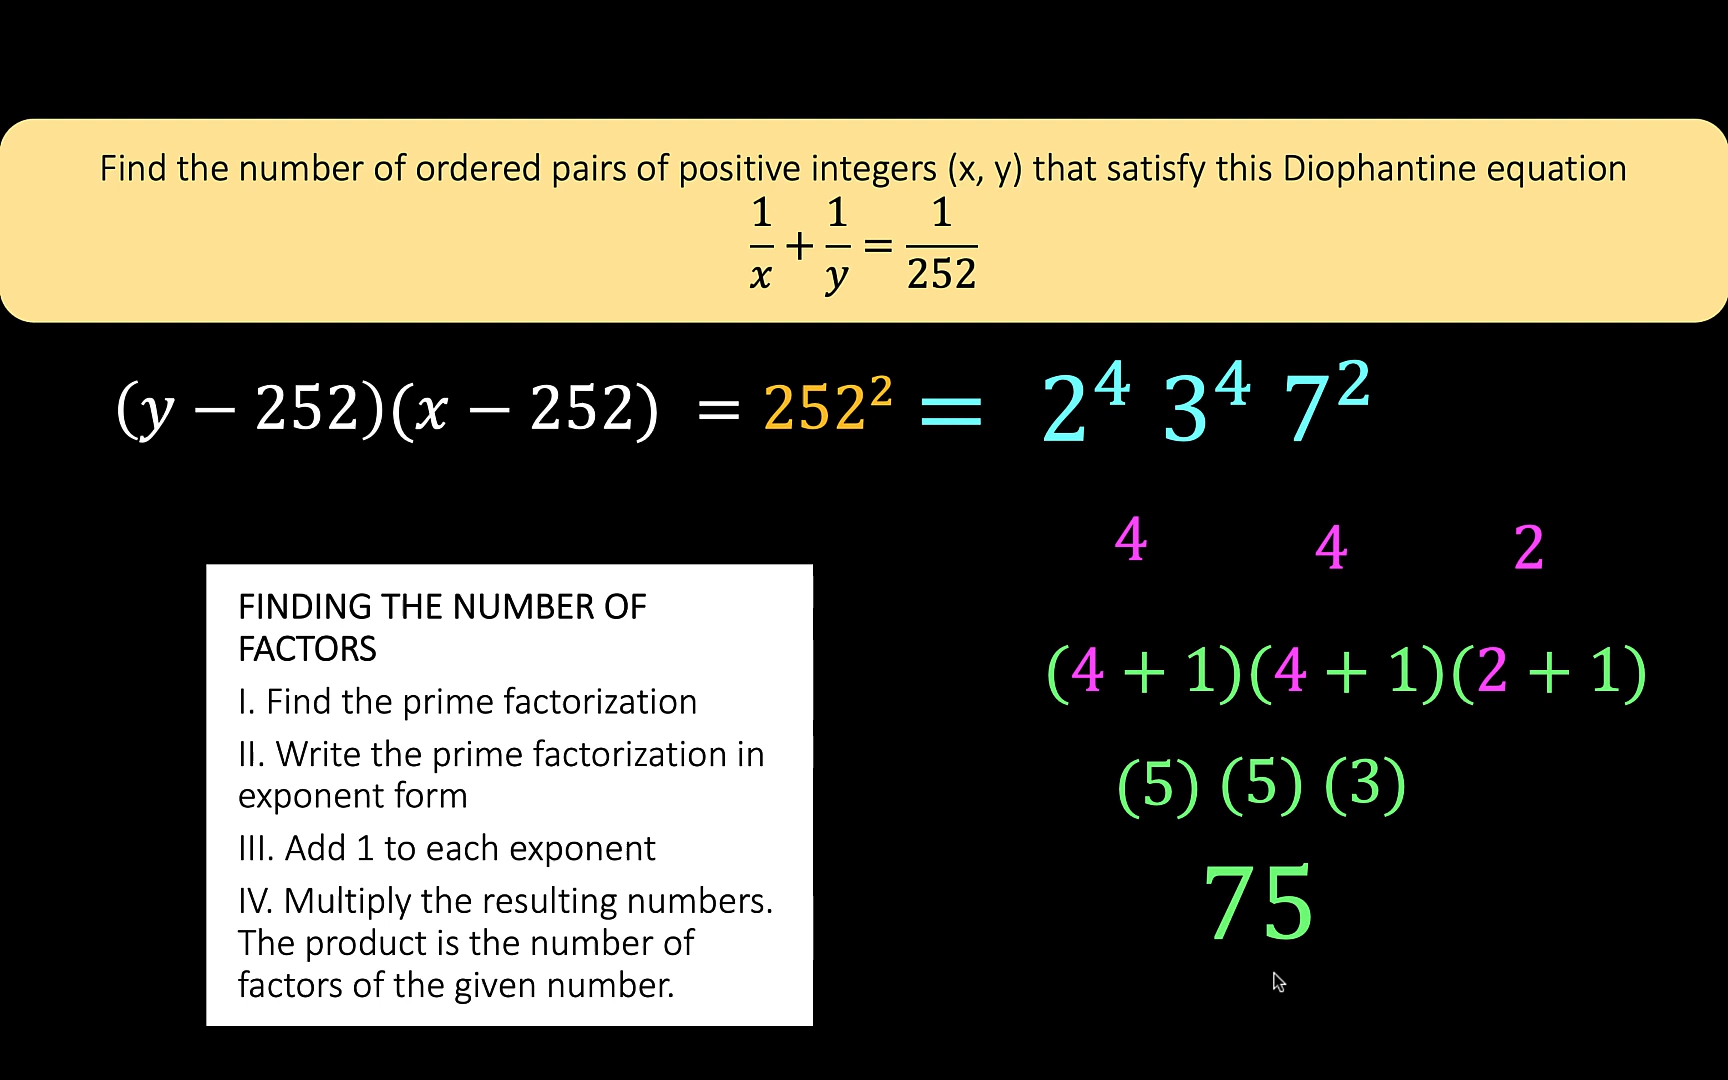 Find the number of ordered pairs of positive integers (x, y) that satisfy this Diophantine equation
1/x + 1/y = 1/252
(y − 252)(x − 252) = 252² = 2⁴ 3⁴ 7²
4 4 2
FINDING THE NUMBER OF
FACTORS
I. Find the prime factorization
II. Write the prime factorization in
exponent form
III. Add 1 to each exponent
IV. Multiply the resulting numbers.
The product is the number of
factors of the given number.
(4 + 1)(4 + 1)(2 + 1)
(5) (5) (3)
75